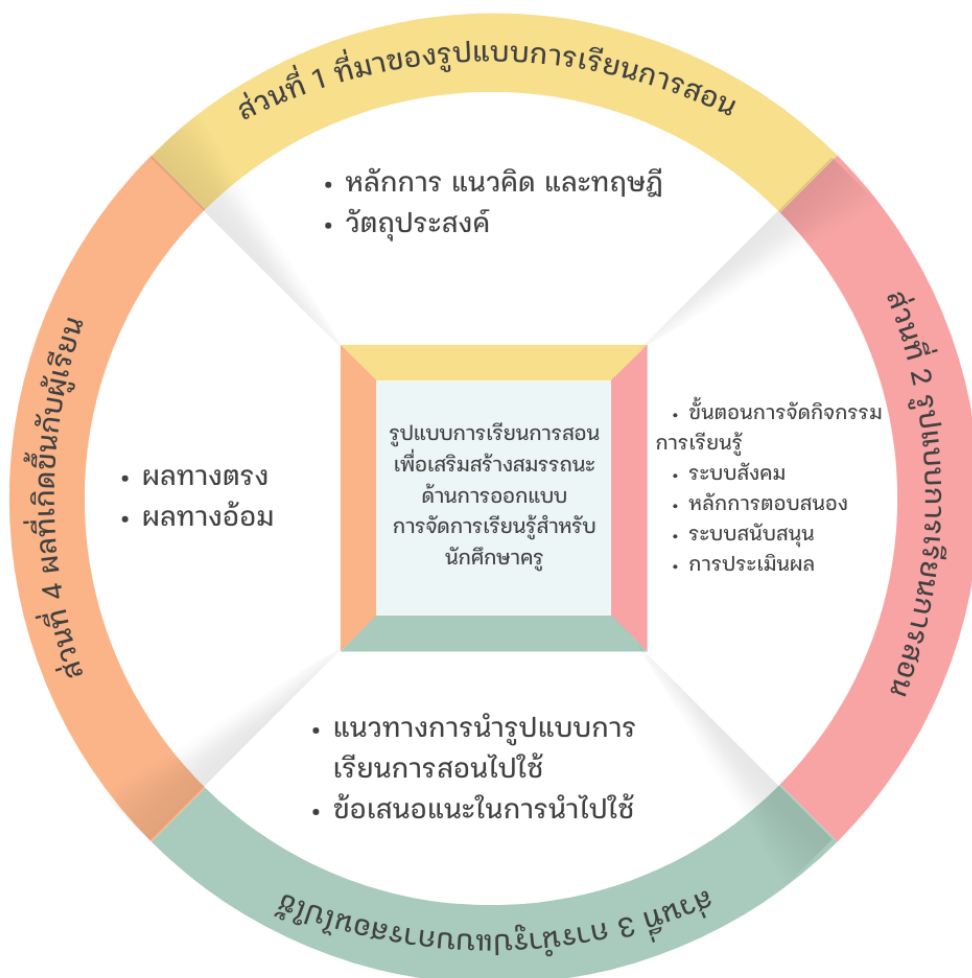 ส่วนที่ 1 ที่มาของรูปแบบการเรียนการสอน
• หลักการ แนวคิด และทฤษฎี
• วัตถุประสงค์
ส่วนที่ 2 รูปแบบการเรียนการสอน
• ขั้นตอนการจัดกิจกรรม
การเรียนรู้
• ระบบสังคม
• หลักการตอบสนอง
• ระบบสนับสนุน
• การประเมินผล
ส่วนที่ 3 การนำรูปแบบการสอนไปใช้
• แนวทางการนำรูปแบบการ
เรียนการสอนไปใช้
• ข้อเสนอแนะในการนำไปใช้
ส่วนที่ 4 ผลที่เกิดขึ้นกับผู้เรียน
• ผลทางตรง
• ผลทางอ้อม
รูปแบบการเรียนการสอน
เพื่อเสริมสร้างสมรรถนะ
ด้านการออกแบบ
การจัดการเรียนรู้สำหรับ
นักศึกษาครู